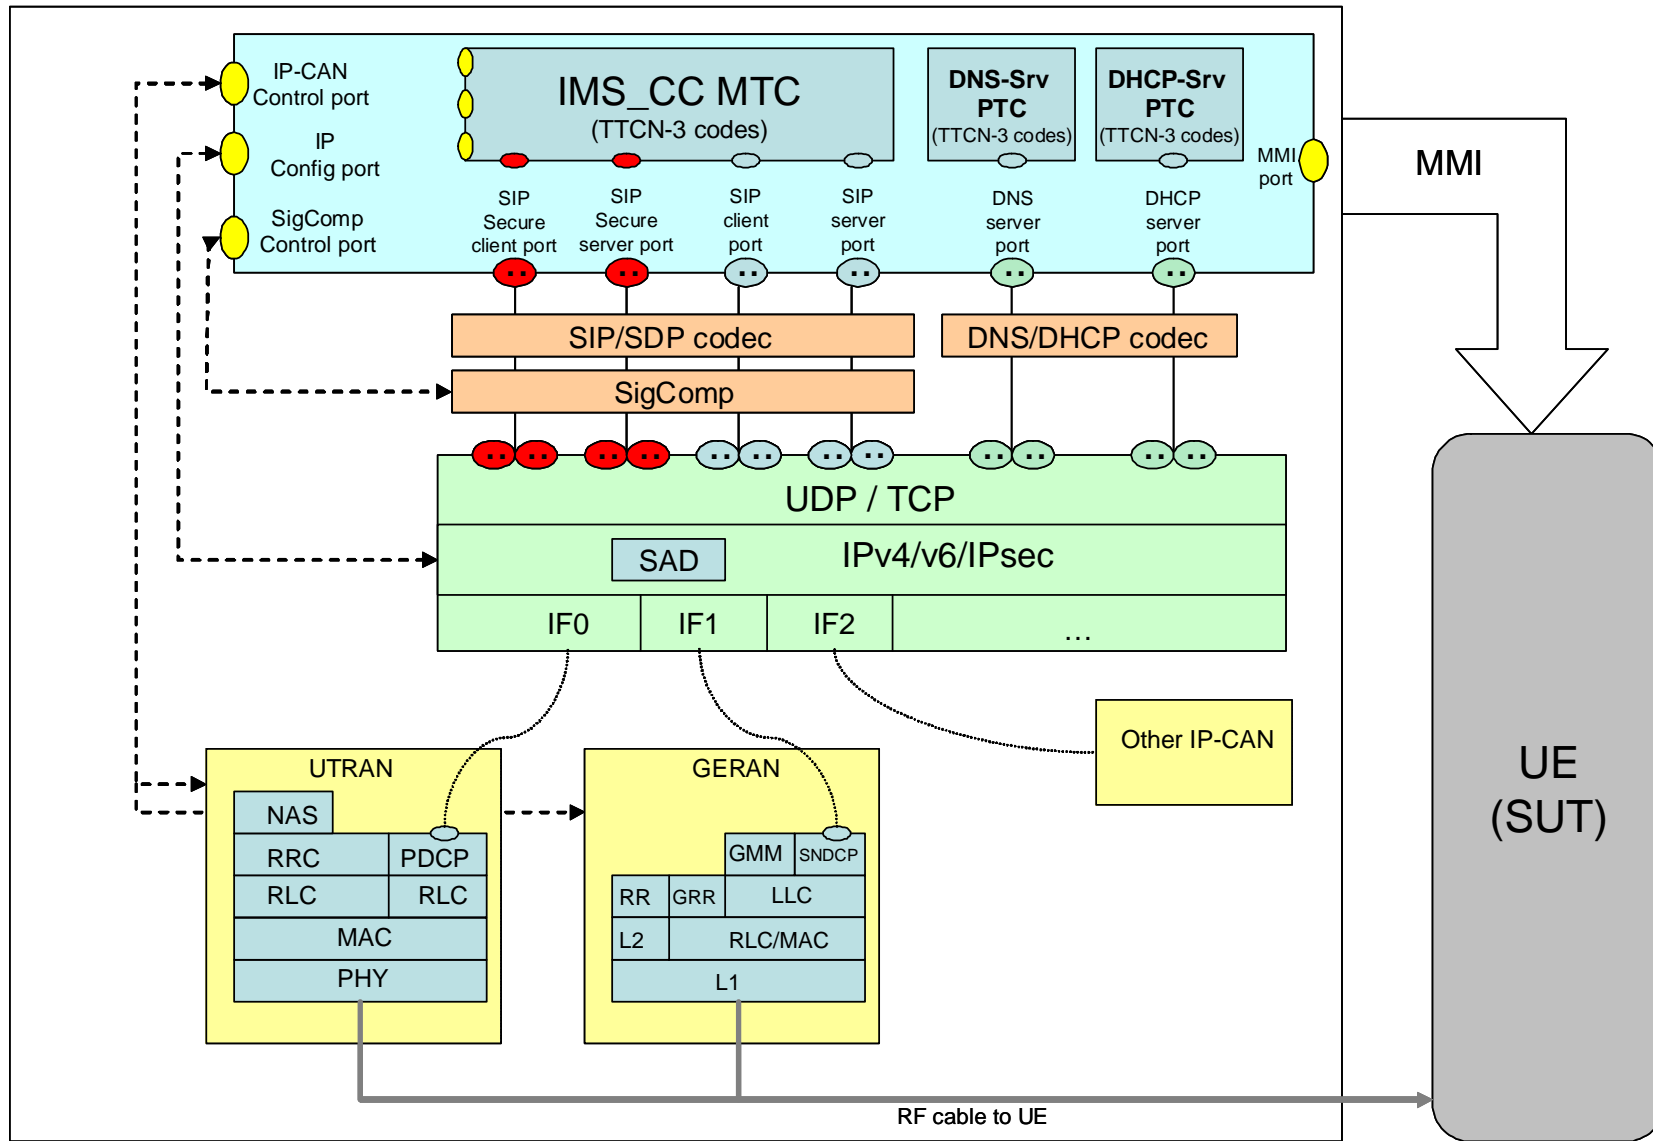 IP-CAN
Control port
IP
Config port
SigComp
Control port
IMS_CC MTC
(TTCN-3 codes)
DNS-Srv
PTC
(TTCN-3 codes)
DHCP-Srv
PTC
(TTCN-3 codes)
MMI
port
MMI
SIP
Secure
client port
SIP
Secure
server port
SIP
client
port
SIP
server
port
DNS
server
port
DHCP
server
port
SIP/SDP codec
DNS/DHCP codec
SigComp
UDP / TCP
SAD
IPv4/v6/IPsec
IF0
IF1
IF2
...
Other IP-CAN
UTRAN
NAS
RRC
PDCP
RLC
RLC
MAC
PHY
GERAN
GMM
SNDCP
RR
GRR
LLC
L2
RLC/MAC
L1
UE
(SUT)
RF cable to UE